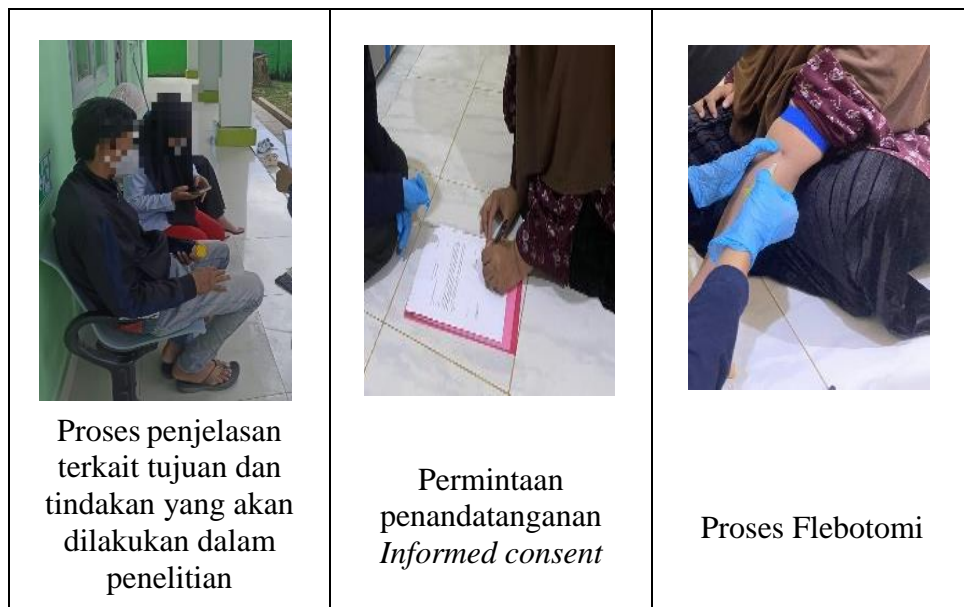 Proses penjelasan
terkait tujuan dan
tindakan yang akan
dilakukan dalam
penelitian
Permintaan
penandatanganan
Informed consent
Proses Flebotomi